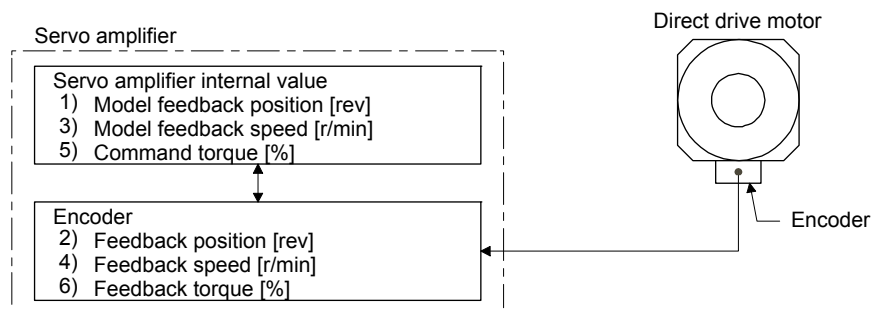 Servo amplifier
Servo amplifier internal value
1) Model feedback position [rev]
3) Model feedback speed [r/min]
5) Command torque [%]
Encoder
2) Feedback position [rev]
4) Feedback speed [r/min]
6) Feedback torque [%]
Direct drive motor
Encoder